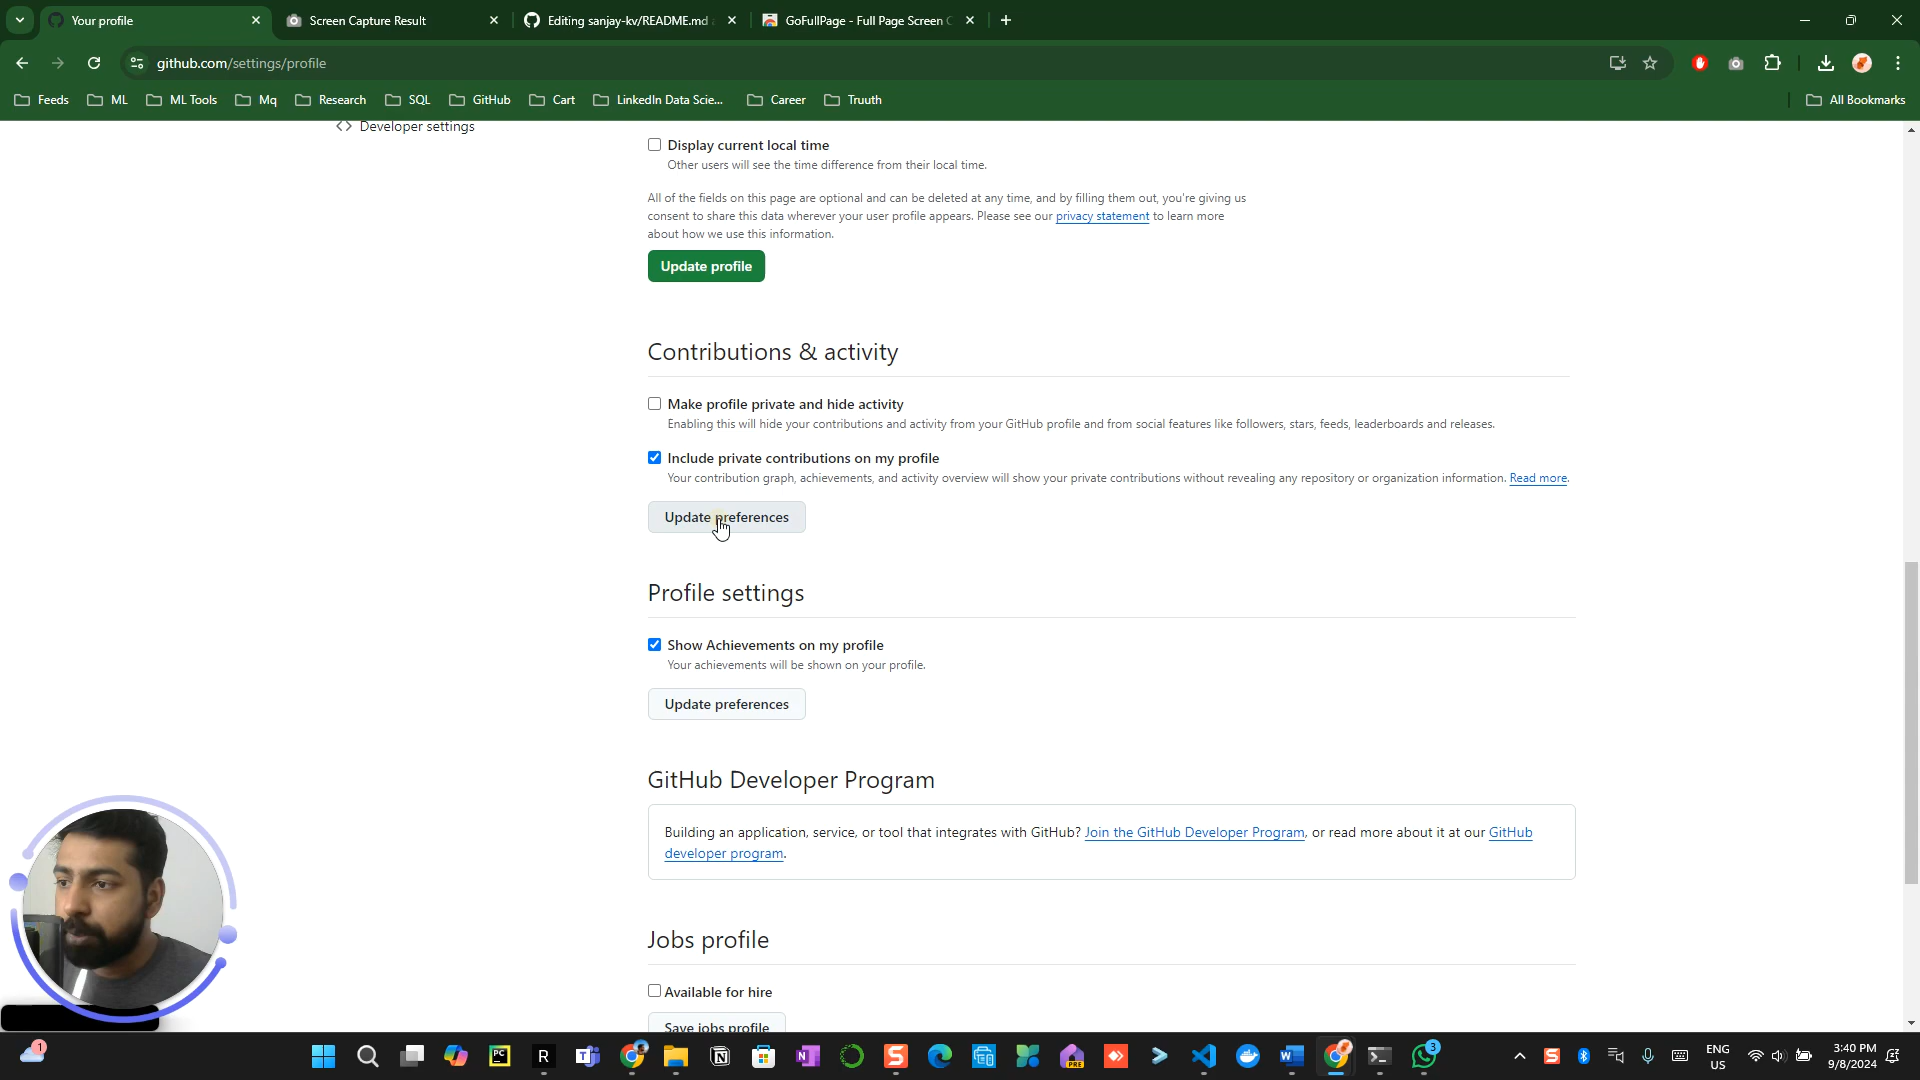 Your profile
Screen Capture Result
Editing sanjay-kv/README.md
GoFullPage - Full Page Screen
github.com/settings/profile
Feeds
ML
ML Tools
Mq
Research
SQL
GitHub
Cart
LinkedIn Data Scie...
Career
Truuth
All Bookmarks
<> Developer settings
Display current local time
Other users will see the time difference from their local time.
All of the fields on this page are optional and can be deleted at any time, and by filling them out, you're giving us
consent to share this data wherever your user profile appears. Please see our privacy statement to learn more
about how we use this information.
Update profile
Contributions & activity
Make profile private and hide activity
Enabling this will hide your contributions and activity from your GitHub profile and from social features like followers, stars, feeds, leaderboards and releases.
Include private contributions on my profile
Your contribution graph, achievements, and activity overview will show your private contributions without revealing any repository or organization information. Read more.
Update preferences
Profile settings
Show Achievements on my profile
Your achievements will be shown on your profile.
Update preferences
GitHub Developer Program
Building an application, service, or tool that integrates with GitHub? Join the GitHub Developer Program, or read more about it at our GitHub
developer program.
Jobs profile
Available for hire
Save jobs profile
1
PC
R
PRE
3
ENG
US
3:40 PM
9/8/2024